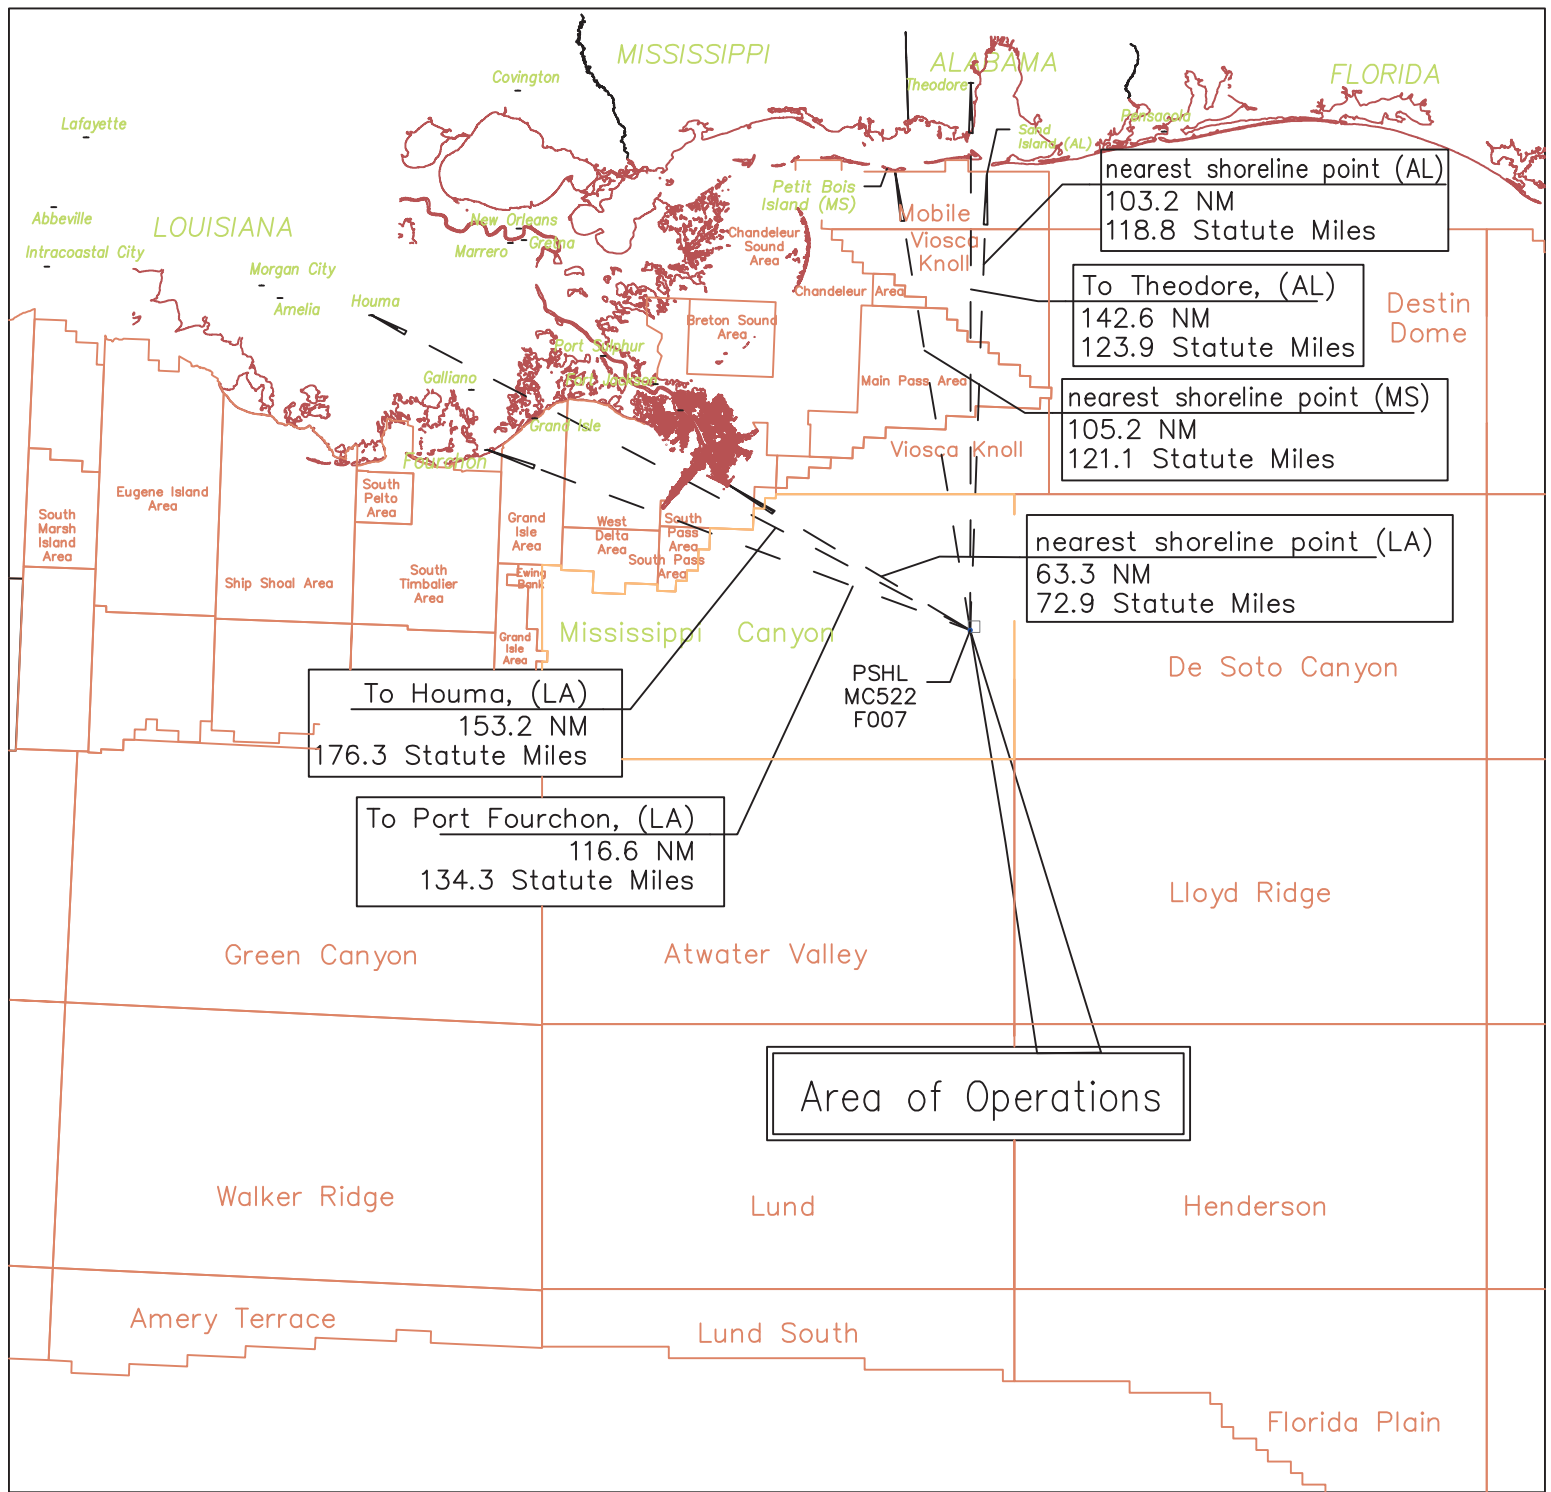 MISSISSIPPI
ALABAMA
FLORIDA
Covington
Theodore
Lafayette
Pensacola
Sand
Island (AL)
nearest shoreline point (AL)
103.2 NM
118.8 Statute Miles
Petit Bois
Island (MS)
Abbeville
LOUISIANA
New Orleans
Gretna
Marrero
Mobile
Viosca
Knoll
Chandeleur
Sound
Area
Intracoastal City
Morgan City
Amelia
Houma
Chandeleur Area
To Theodore, (AL)
142.6 NM
123.9 Statute Miles
Destin
Dome
Breton Sound
Area
Port Sulphur
Galliano
Fort Jackson
Main Pass Area
nearest shoreline point (MS)
105.2 NM
121.1 Statute Miles
Grand Isle
Fourchon
Viosca Knoll
Eugene Island
Area
South
Pelto
Area
South
Marsh
Island
Area
Grand
Isle
Area
West
Delta
Area
South
Pass
Area
South Pass
Area
nearest shoreline point (LA)
63.3 NM
72.9 Statute Miles
Ship Shoal Area
South
Timbalier
Area
Ewing
Bank
Grand
Isle
Area
Mississippi Canyon
PSHL
MC522
F007
De Soto Canyon
To Houma, (LA)
153.2 NM
176.3 Statute Miles
To Port Fourchon, (LA)
116.6 NM
134.3 Statute Miles
Lloyd Ridge
Green Canyon
Atwater Valley
Area of Operations
Walker Ridge
Lund
Henderson
Amery Terrace
Lund South
Florida Plain